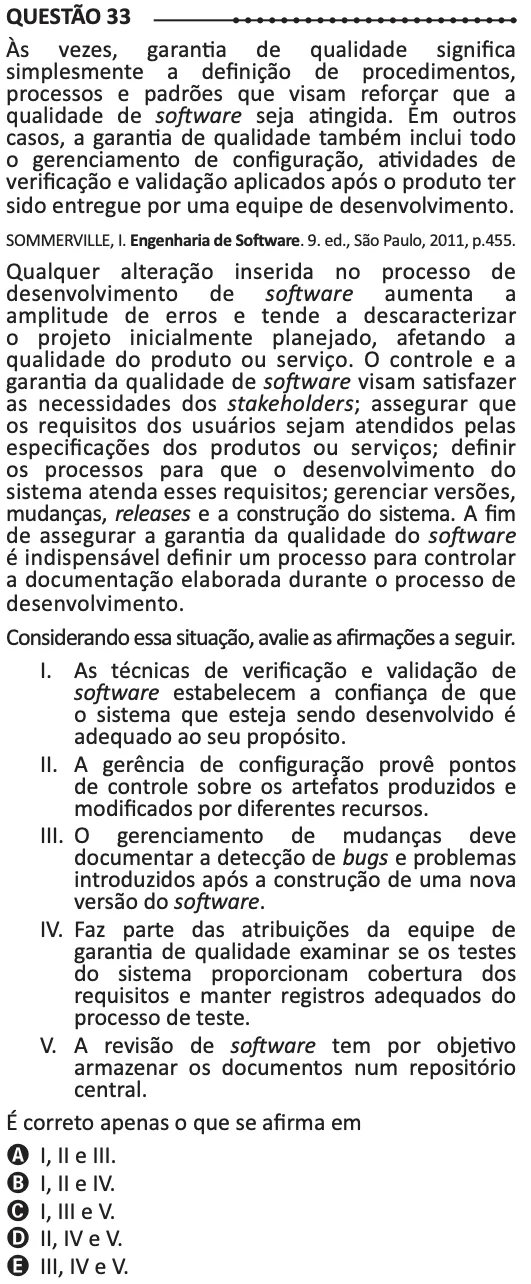 QUESTÃO 33
Às vezes, garantia de qualidade significa
simplesmente a definição de procedimentos,
processos e padrões que visam reforçar que a
qualidade de software seja atingida. Em outros
casos, a garantia de qualidade também inclui todo
o gerenciamento de configuração, atividades de
verificação e validação aplicados após o produto ter
sido entregue por uma equipe de desenvolvimento.
SOMMERVILLE, I. Engenharia de Software. 9. ed., São Paulo, 2011, p.455.
Qualquer alteração inserida no processo de
desenvolvimento de software aumenta a
amplitude de erros e tende a descaracterizar
o projeto inicialmente planejado, afetando a
qualidade do produto ou serviço. O controle e a
garantia da qualidade de software visam satisfazer
as necessidades dos stakeholders; assegurar que
os requisitos dos usuários sejam atendidos pelas
especificações dos produtos ou serviços; definir
os processos para que o desenvolvimento do
sistema atenda esses requisitos; gerenciar versões,
mudanças, releases e a construção do sistema. A fim
de assegurar a garantia da qualidade do software
é indispensável definir um processo para controlar
a documentação elaborada durante o processo de
desenvolvimento.
Considerando essa situação, avalie as afirmações a seguir.
I. As técnicas de verificação e validação de
software estabelecem a confiança de que
o sistema que esteja sendo desenvolvido é
adequado ao seu propósito.
II. A gerência de configuração provê pontos
de controle sobre os artefatos produzidos e
modificados por diferentes recursos.
III. O gerenciamento de mudanças deve
documentar a detecção de bugs e problemas
introduzidos após a construção de uma nova
versão do software.
IV. Faz parte das atribuições da equipe de
garantia de qualidade examinar se os testes
do sistema proporcionam cobertura dos
requisitos e manter registros adequados do
processo de teste.
V. A revisão de software tem por objetivo
armazenar os documentos num repositório
central.
É correto apenas o que se afirma em
A I, II e III.
B I, II e IV.
C I, III e V.
D II, IV e V.
E III, IV e V.